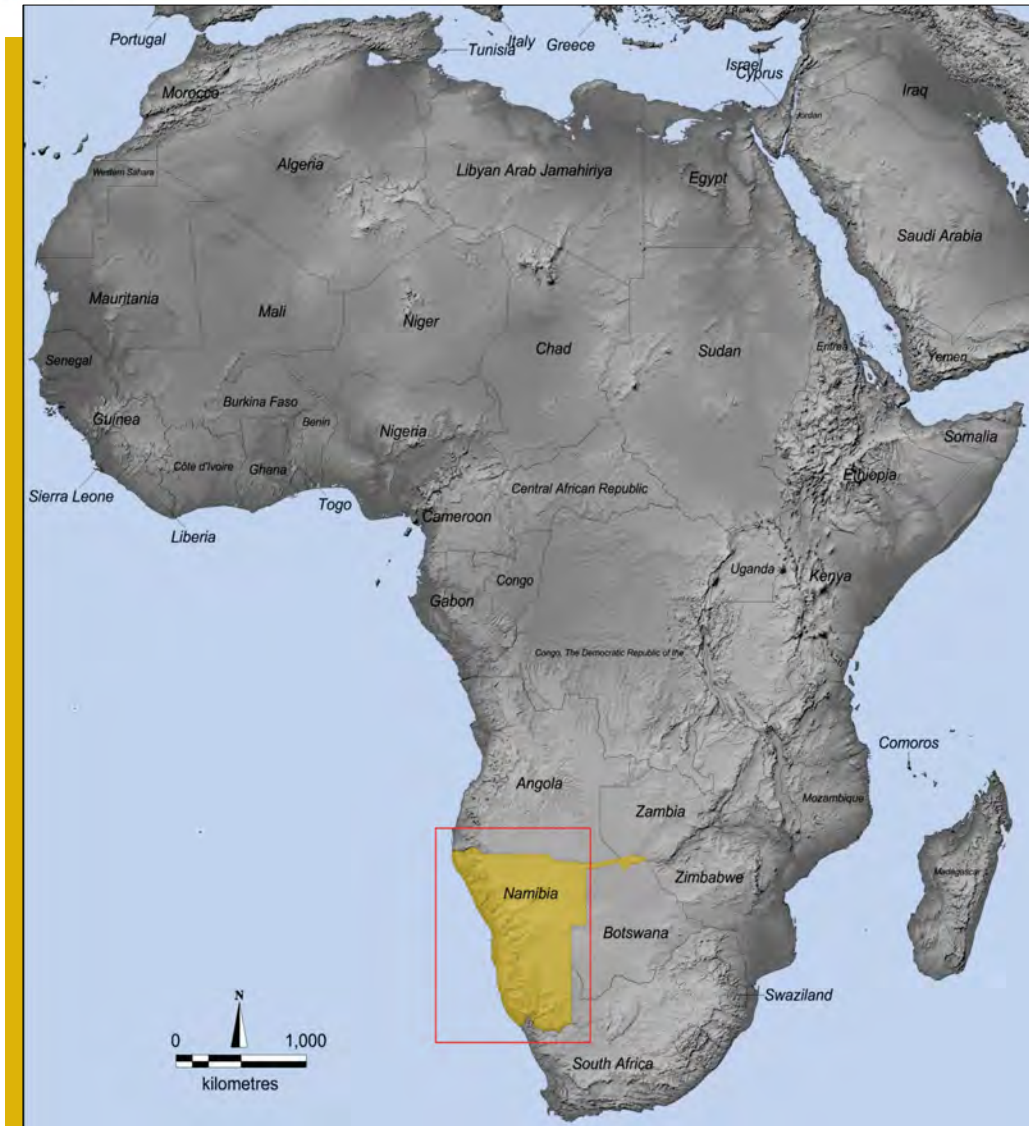 Portugal
Italy
Greece
Tunisia
Israel
Cyprus
Iraq
Morocco
Jordan
Algeria
Libyan Arab Jamahiriya
Egypt
Western Sahara
Saudi Arabia
Mauritania
Mali
Niger
Chad
Sudan
Eritrea
Yemen
Senegal
Burkina Faso
Guinea
Benin
Nigeria
Somalia
Côte d'Ivoire
Ghana
Ethiopia
Sierra Leone
Togo
Central African Republic
Cameroon
Liberia
Congo
Uganda
Kenya
Gabon
Congo, The Democratic Republic of the
Comoros
Angola
Zambia
Mozambique
Madagascar
Zimbabwe
Namibia
Botswana
Swaziland
N
0 1,000
South Africa
kilometres